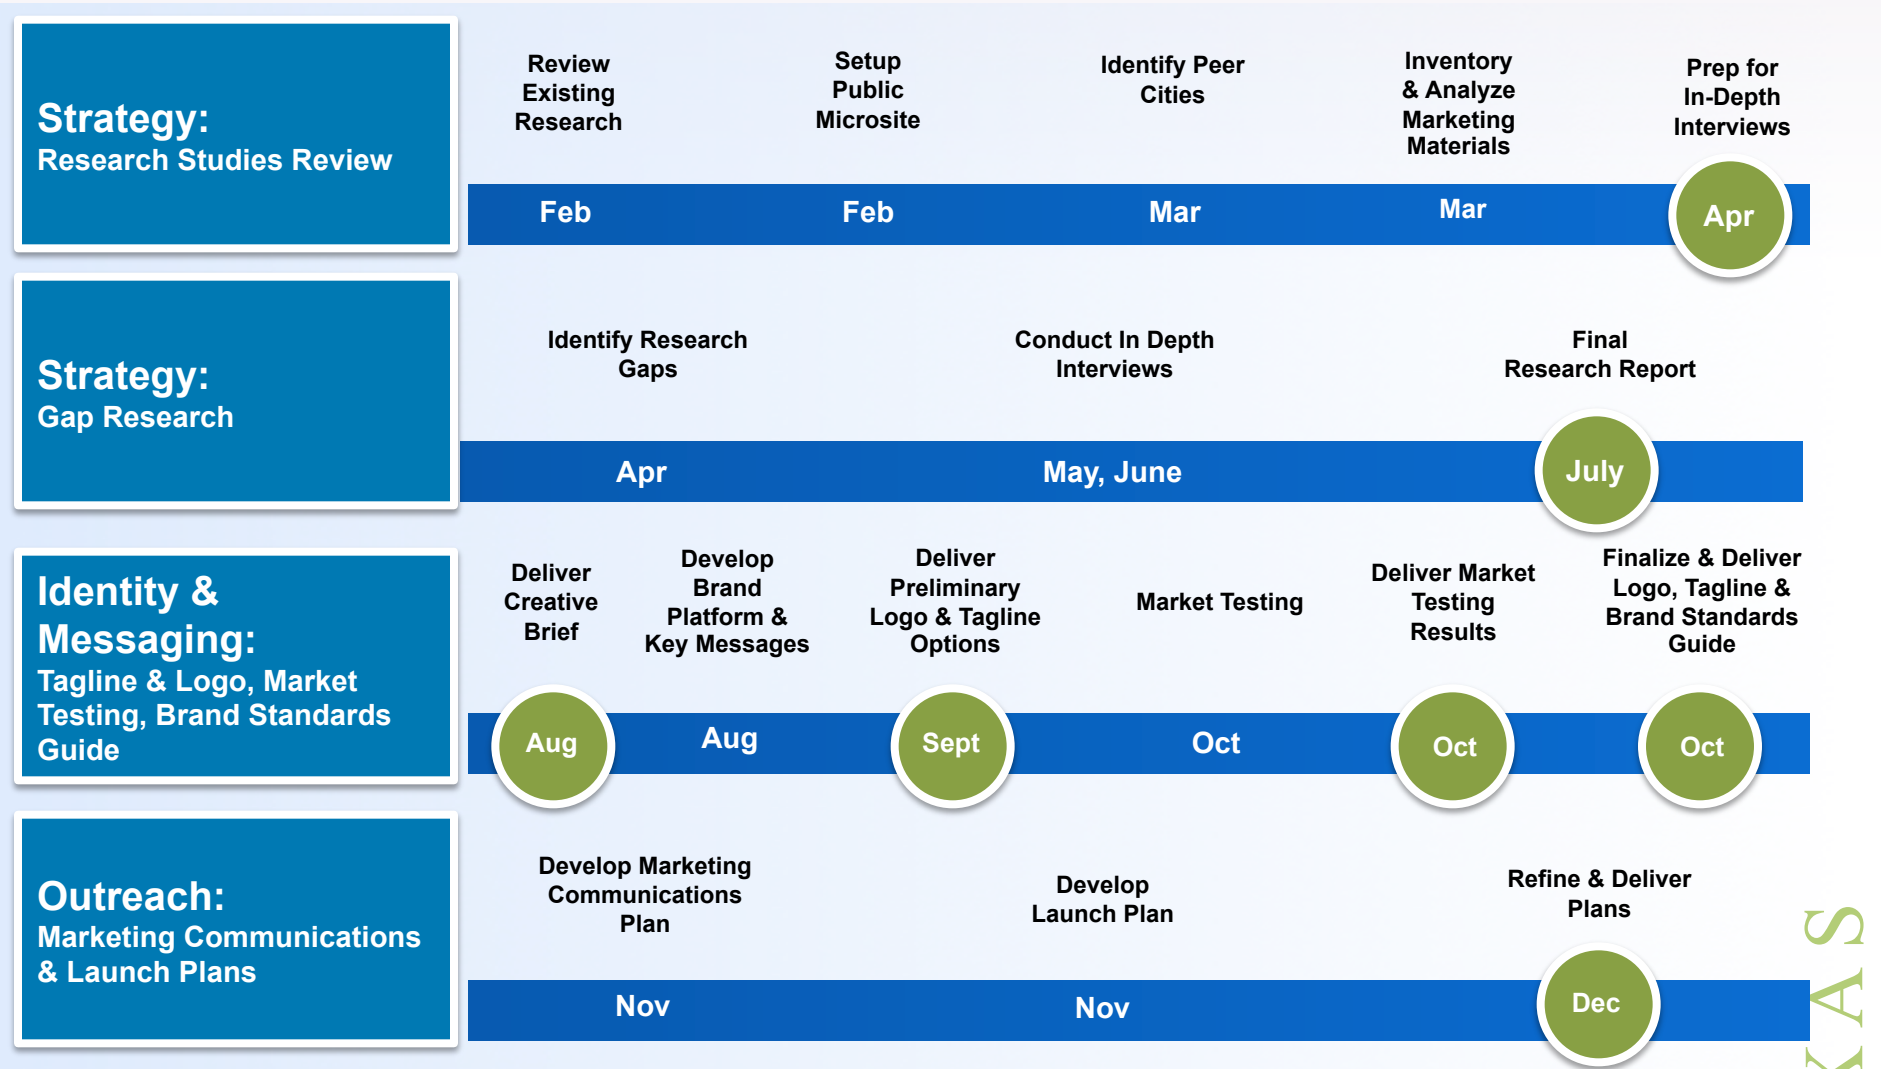 Strategy:
Research Studies Review
Review
Existing
Research
Setup
Public
Microsite
Identify Peer
Cities
Inventory
& Analyze
Marketing
Materials
Prep for
In-Depth
Interviews
Feb
Feb
Mar
Mar
Apr
Strategy:
Gap Research
Identify Research
Gaps
Conduct In Depth
Interviews
Final
Research Report
Apr
May, June
July
Identity &
Messaging:
Tagline & Logo, Market
Testing, Brand Standards
Guide
Deliver
Creative
Brief
Develop
Brand
Platform &
Key Messages
Deliver
Preliminary
Logo & Tagline
Options
Market Testing
Deliver Market
Testing
Results
Finalize & Deliver
Logo, Tagline &
Brand Standards
Guide
Aug
Aug
Sept
Oct
Oct
Oct
Outreach:
Marketing Communications
& Launch Plans
Develop Marketing
Communications
Plan
Develop
Launch Plan
Refine & Deliver
Plans
Nov
Nov
Dec
XAS